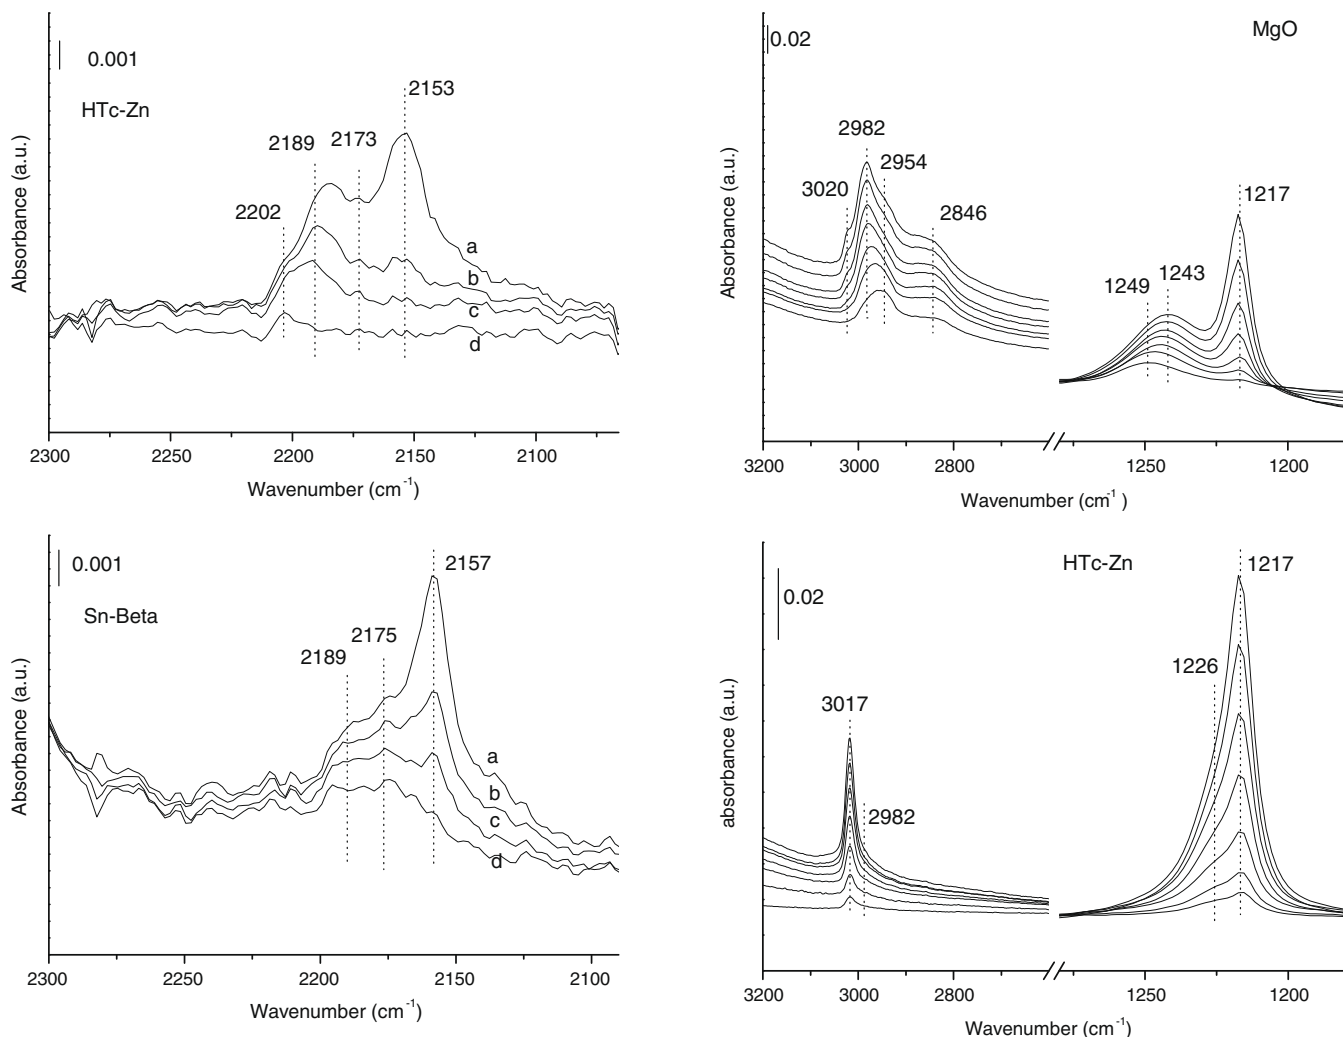 0.001
HTc-Zn
2153
2189
2173
2202
a
b
c
d
Absorbance (a.u.)
2300
2250
2200
2150
2100
Wavenumber (cm-1)
MgO
0.02
2982
2954
3020
2846
1217
1249
1243
Absorbance (a.u.)
3200
3000
2800
1250
1200
Wavenumber (cm-1)
0.001
Sn-Beta
2157
2175
2189
a
b
c
d
Absorbance (a.u.)
2300
2250
2200
2150
2100
Wavenumber (cm-1)
HTc-Zn
1217
0.02
1226
3017
2982
absorbance (a.u.)
3200
3000
2800
1250
1200
Wavenumber (cm-1)